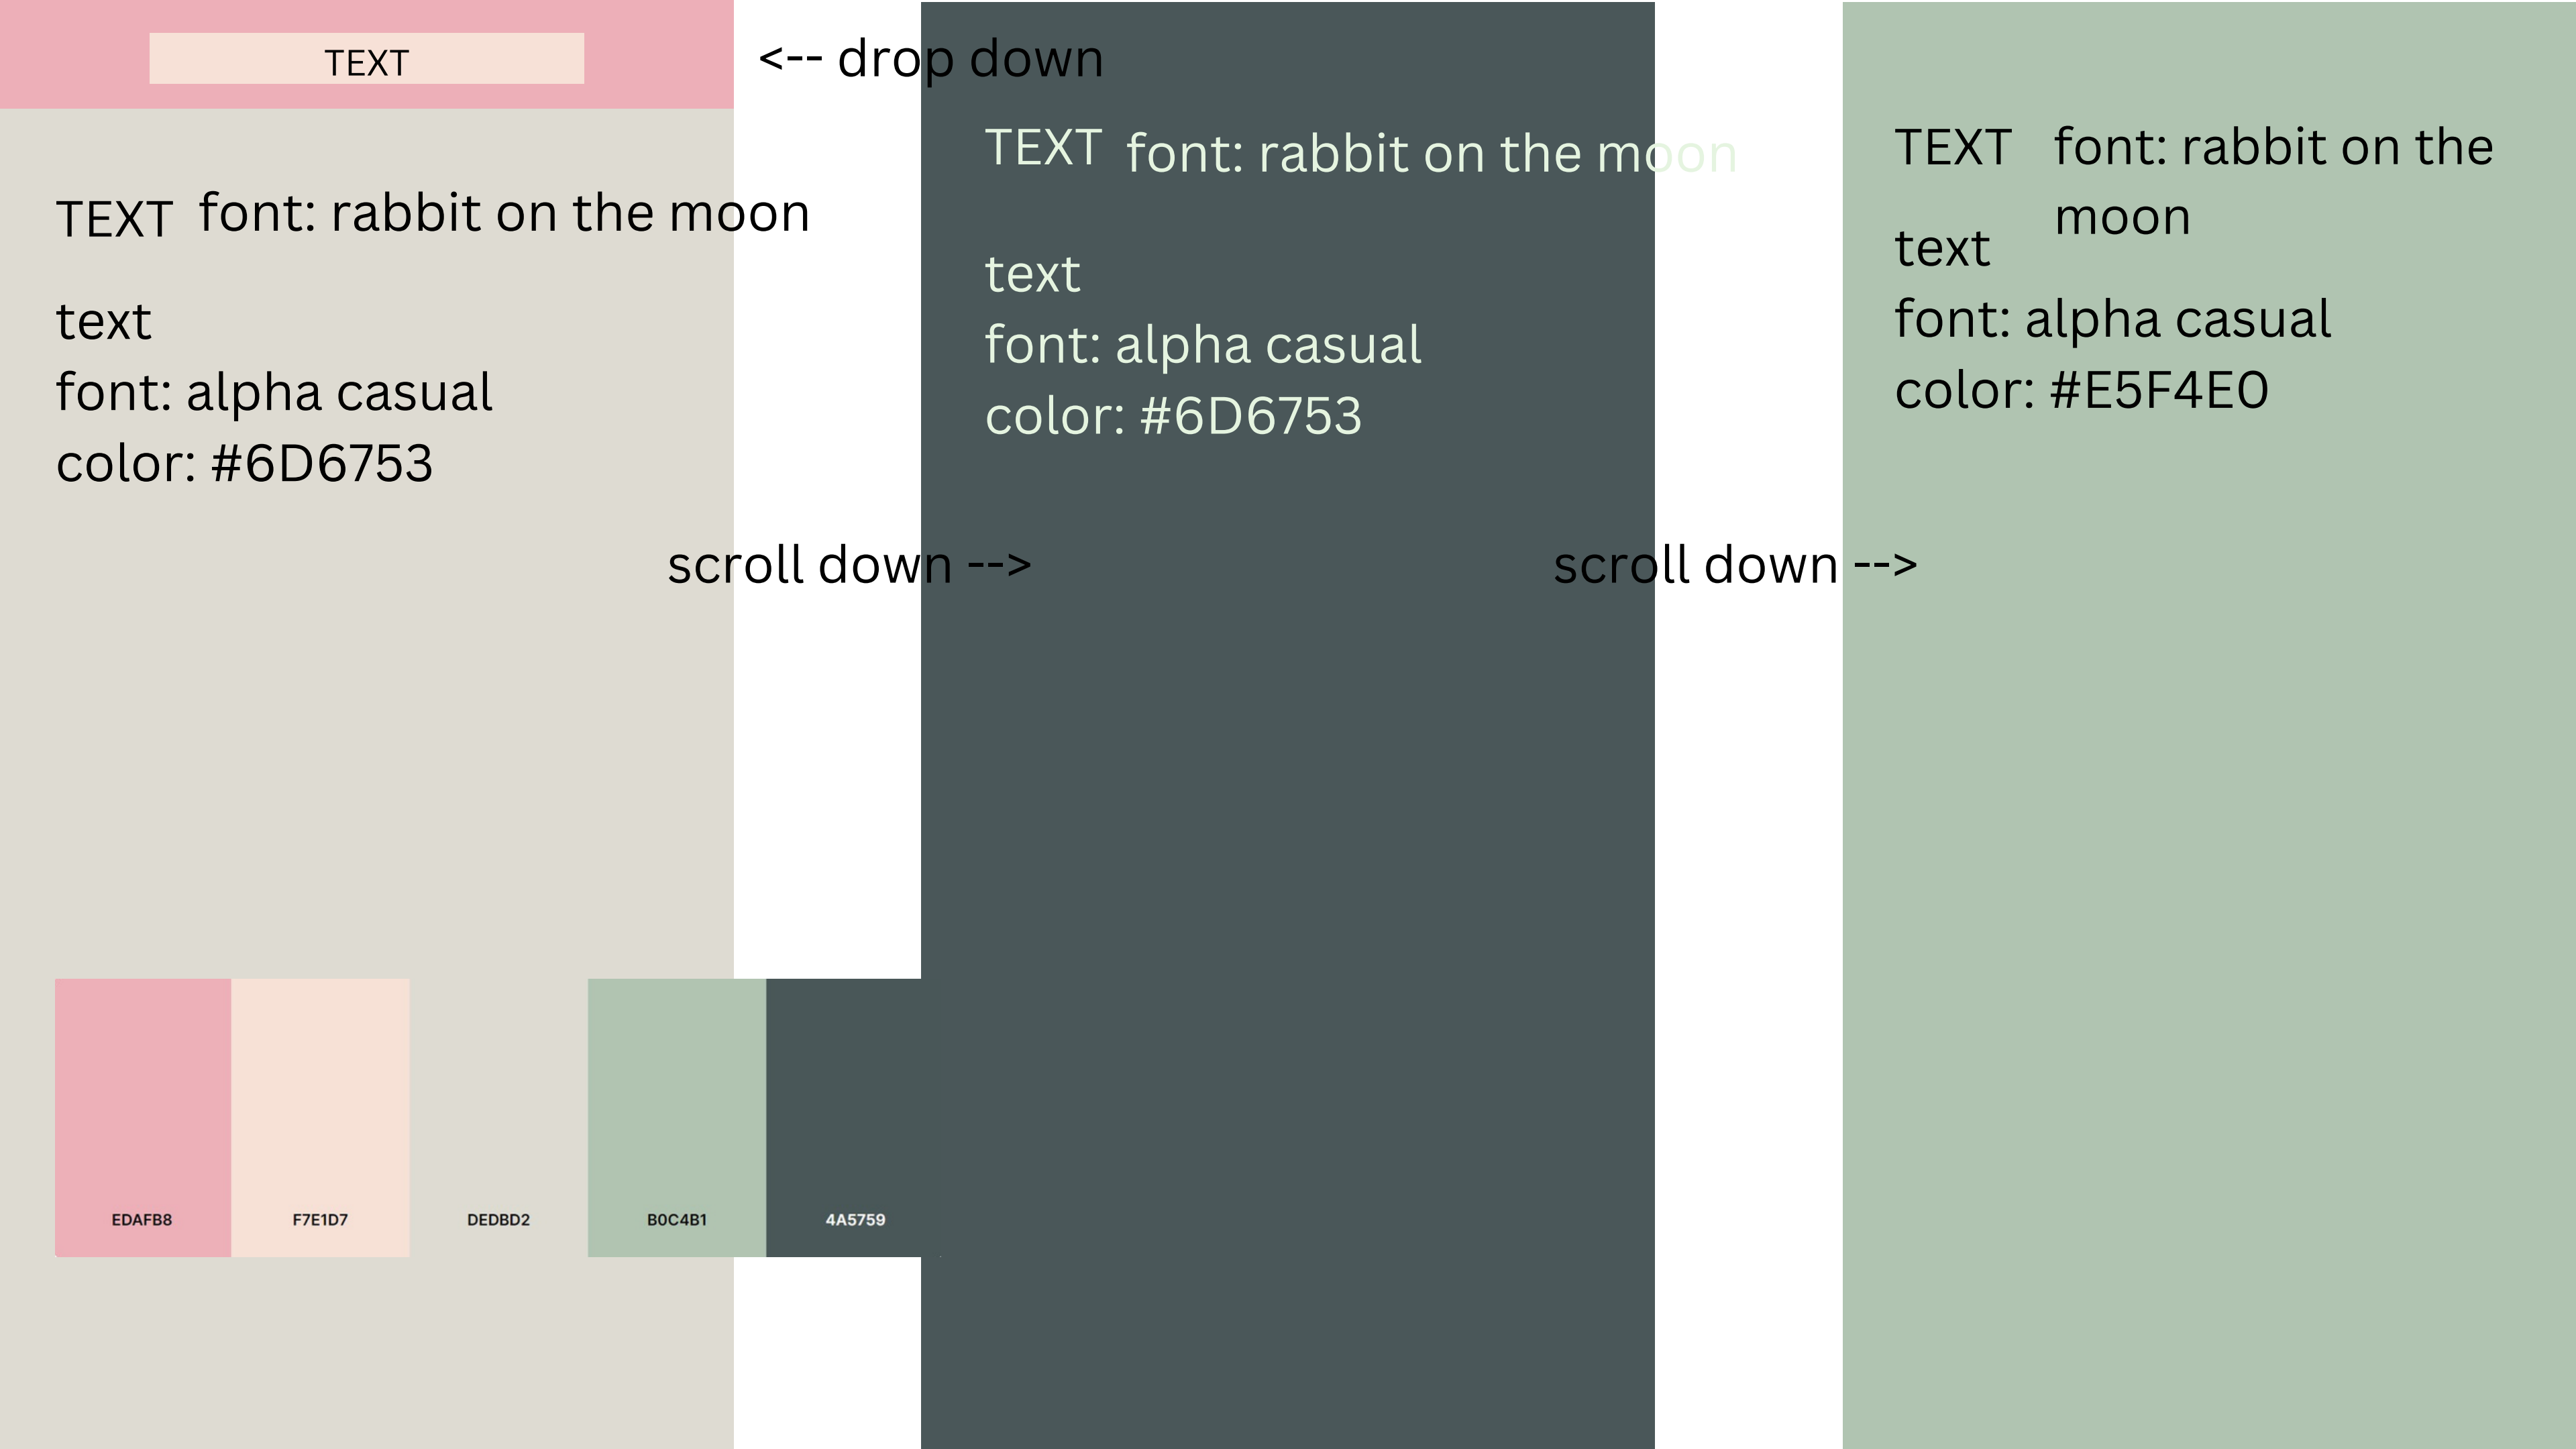 TEXT
<-- drop down
TEXT font: rabbit on the moon
text
font: alpha casual
color: #6D6753
scroll down -->
EDAFB8
F7E1D7
DEDBD2
B0C4B1
4A5759
TEXT font: rabbit on the moon
text
font: alpha casual
color: #6D6753
scroll down -->
TEXT font: rabbit on the
moon
text
font: alpha casual
color: #E5F4E0